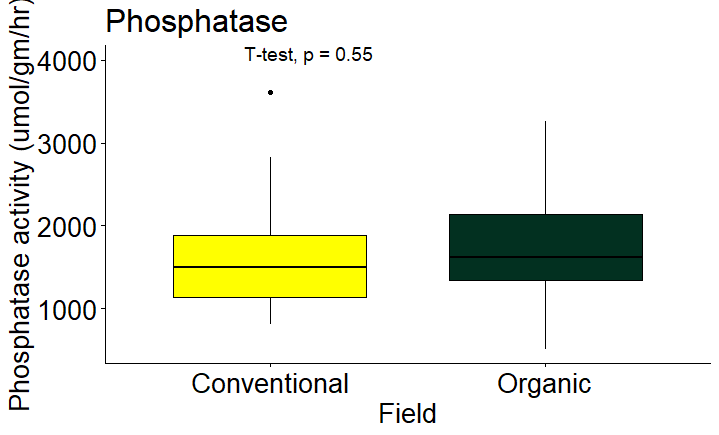 Phosphatase
T-test, p = 0.55
Phosphatase activity (umol/gm/hr)
4000
3000
2000
1000
Conventional
Organic
Field